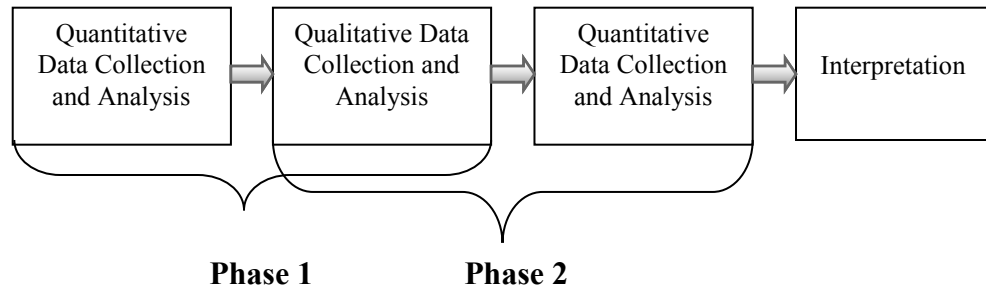 Quantitative
Data Collection
and Analysis
Qualitative Data
Collection and
Analysis
Quantitative
Data Collection
and Analysis
Interpretation
Phase 1
Phase 2